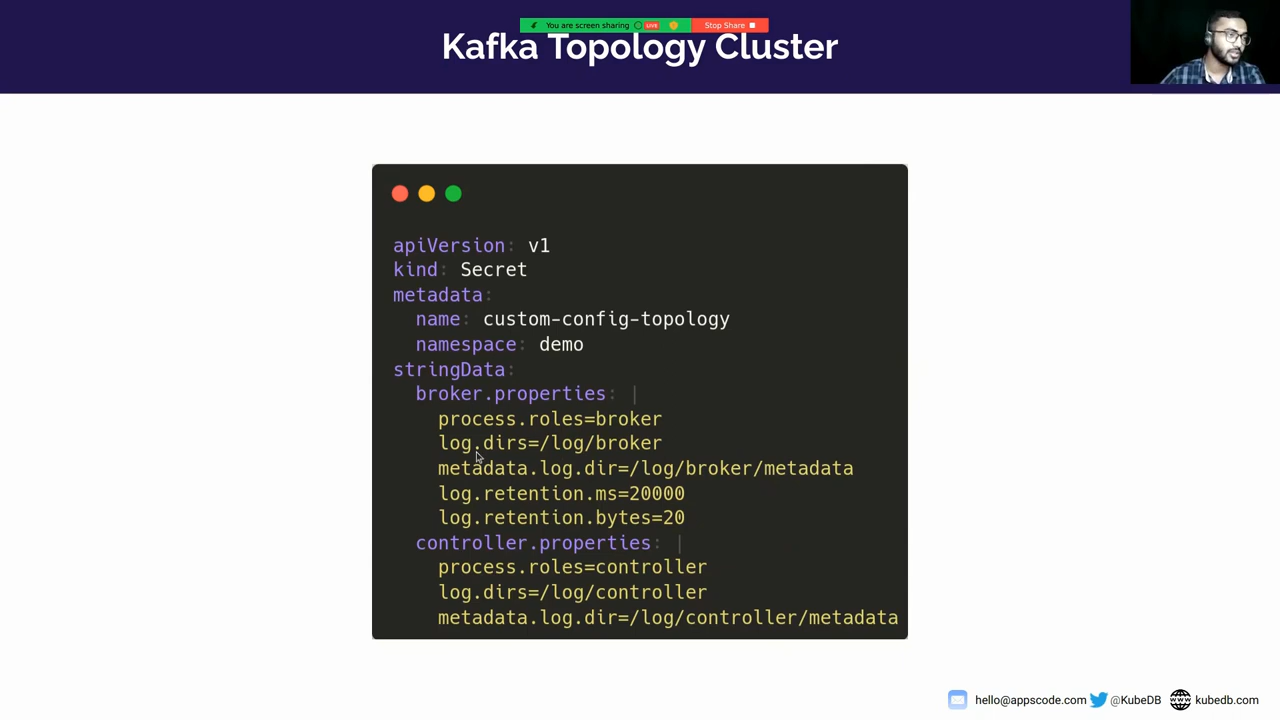 You are screen sharing LIVE Stop Share
Kafka Topology Cluster
apiVersion: v1
kind: Secret
metadata:
  name: custom-config-topology
  namespace: demo
stringData:
  broker.properties: |
    process.roles=broker
    log.dirs=/log/broker
    metadata.log.dir=/log/broker/metadata
    log.retention.ms=20000
    log.retention.bytes=20
  controller.properties: |
    process.roles=controller
    log.dirs=/log/controller
    metadata.log.dir=/log/controller/metadata
hello@appscode.com @KubeDB WWW kubedb.com